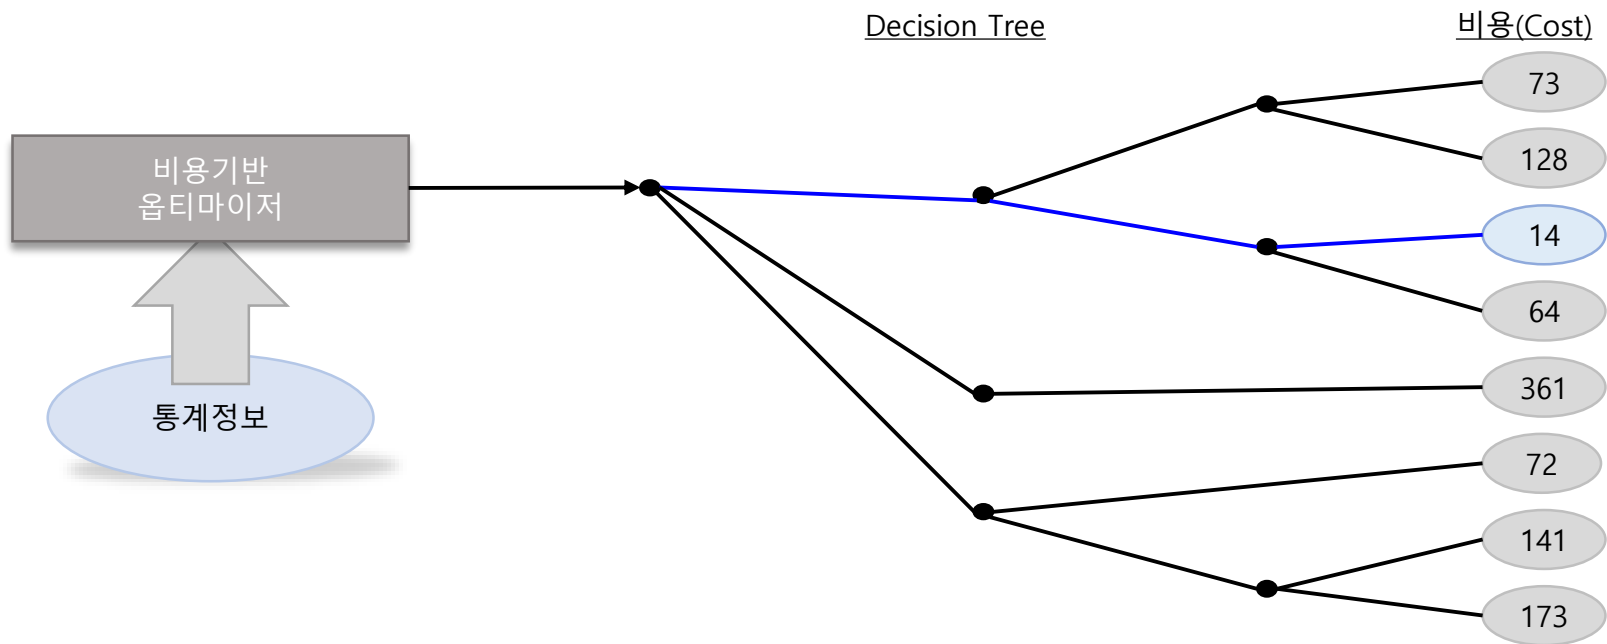 Decision Tree
비용(Cost)
비용기반
옵티마이저
통계정보
73
128
14
64
361
72
141
173